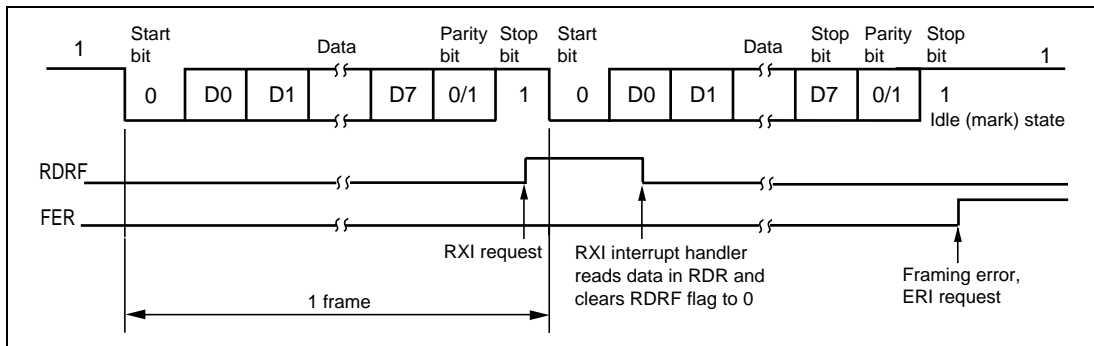 1 Start bit Data Parity bit Stop bit Start bit Data Stop bit Parity bit Stop bit 1
0 D0 D1 D7 0/1 1 0 D0 D1 D7 0/1 1
Idle (mark) state
RDRF
FER
RXI request
RXI interrupt handler
reads data in RDR and
clears RDRF flag to 0
Framing error,
ERI request
1 frame